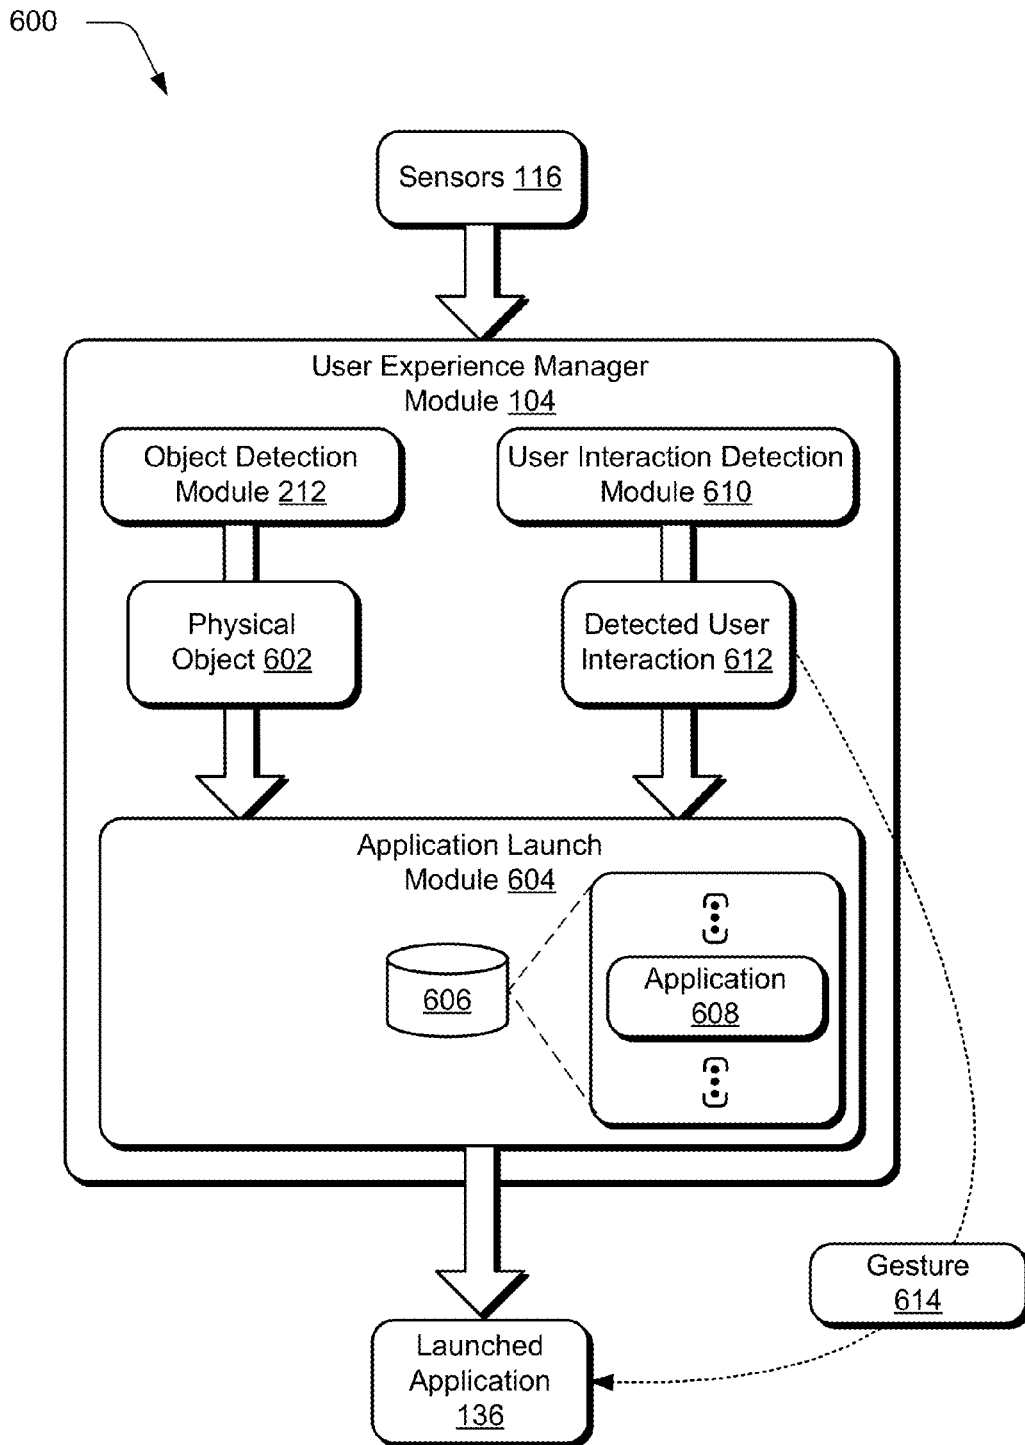 600
Sensors 116
User Experience Manager
Module 104
Object Detection
Module 212
User Interaction Detection
Module 610
Physical
Object 602
Detected User
Interaction 612
Application Launch
Module 604
606
Application
608
Gesture
614
Launched
Application
136